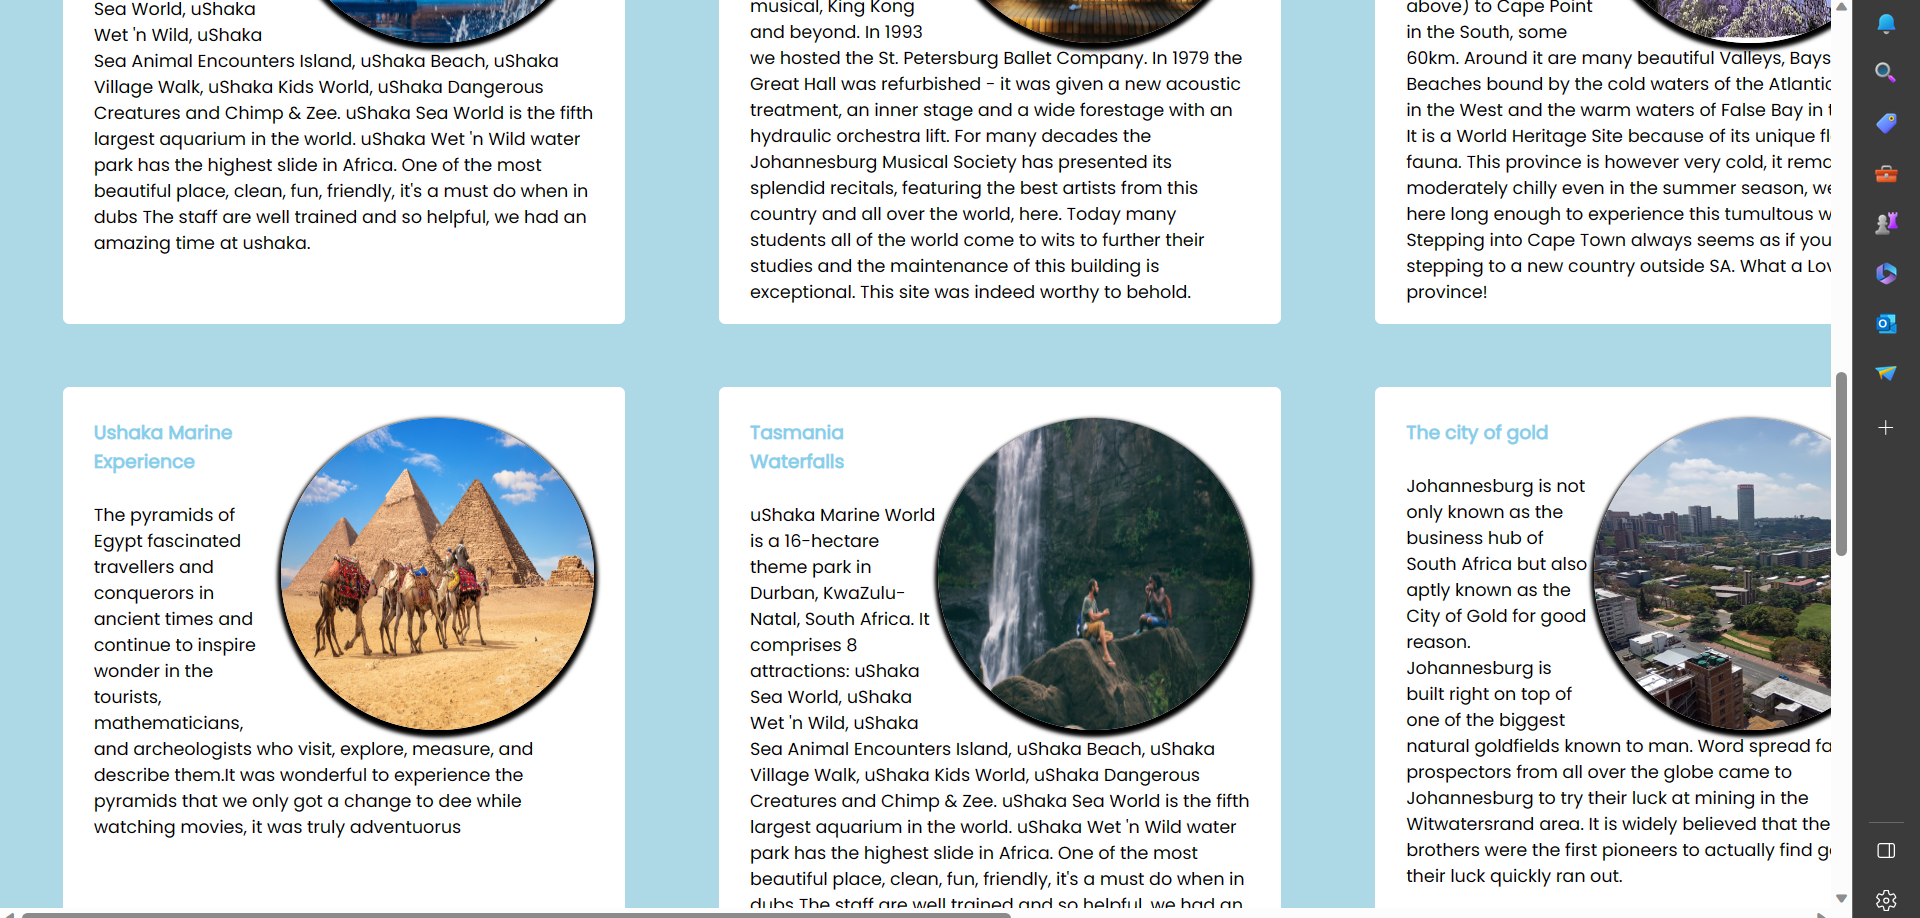 Sea World, uShaka
Wet 'n Wild, uShaka
Sea Animal Encounters Island, uShaka Beach, uShaka
Village Walk, uShaka Kids World, uShaka Dangerous
Creatures and Chimp & Zee. uShaka Sea World is the fifth
largest aquarium in the world. uShaka Wet 'n Wild water
park has the highest slide in Africa. One of the most
beautiful place, clean, fun, friendly, it's a must do when in
dubs The staff are well trained and so helpful, we had an
amazing time at ushaka.
musical, King Kong
and beyond. In 1993
we hosted the St. Petersburg Ballet Company. In 1979 the
Great Hall was refurbished - it was given a new acoustic
treatment, an inner stage and a wide forestage with an
hydraulic orchestra lift. For many decades the
Johannesburg Musical Society has presented its
splendid recitals, featuring the best artists from this
country and all over the world, here. Today many
students all of the world come to wits to further their
studies and the maintenance of this building is
exceptional. This site was indeed worthy to behold.
above) to Cape Point
in the South, some
60km. Around it are many beautiful Valleys, Bays
Beaches bound by the cold waters of the Atlantic
in the West and the warm waters of False Bay in
It is a World Heritage Site because of its unique
fauna. This province is however very cold, it
moderately chilly even in the summer season,
here long enough to experience this tumultous
Stepping into Cape Town always seems as if you
stepping to a new country outside SA. What a
province!
Ushaka Marine
Experience
The pyramids of
Egypt fascinated
travellers and
conquerors in
ancient times and
continue to inspire
wonder in the
tourists,
mathematicians,
and archeologists who visit, explore, measure, and
describe them.It was wonderful to experience the
pyramids that we only got a change to dee while
watching movies, it was truly adventuorus
Tasmania
Waterfalls
uShaka Marine World
is a 16-hectare
theme park in
Durban, KwaZulu-
Natal, South Africa. It
comprises 8
attractions: uShaka
Sea World, uShaka
Wet 'n Wild, uShaka
Sea Animal Encounters Island, uShaka Beach, uShaka
Village Walk, uShaka Kids World, uShaka Dangerous
Creatures and Chimp & Zee. uShaka Sea World is the fifth
largest aquarium in the world. uShaka Wet 'n Wild water
park has the highest slide in Africa. One of the most
beautiful place, clean, fun, friendly, it's a must do when in
dubs The staff are well trained and so helpful, we had an
The city of gold
Johannesburg is not
only known as the
business hub of
South Africa but also
aptly known as the
City of Gold for good
reason.
Johannesburg is
built right on top of
one of the biggest
natural goldfields known to man. Word spread
prospectors from all over the globe came to
Johannesburg to try their luck at mining in the
Witwatersrand area. It is widely believed that the
brothers were the first pioneers to actually find
their luck quickly ran out.